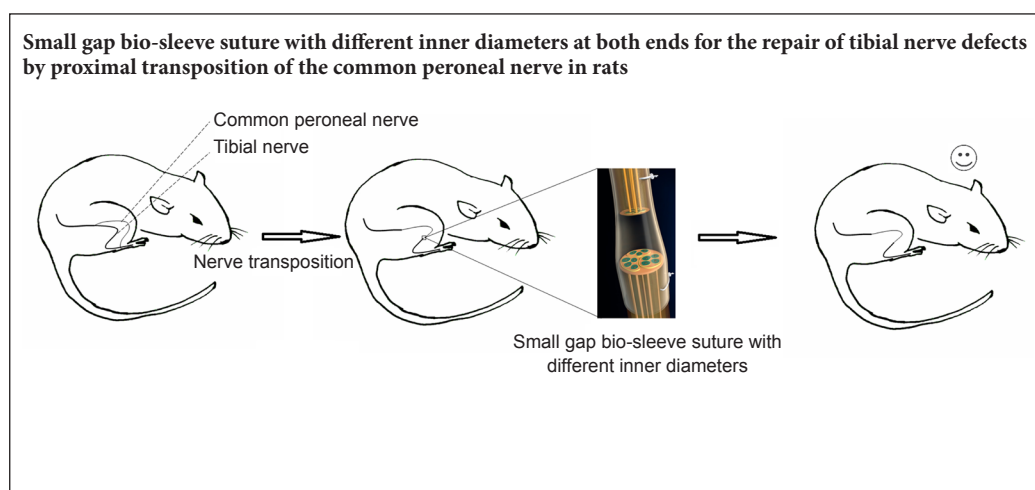 Small gap bio-sleeve suture with different inner diameters at both ends for the repair of tibial nerve defects
by proximal transposition of the common peroneal nerve in rats
Common peroneal nerve
Tibial nerve
Nerve transposition
Small gap bio-sleeve suture with
different inner diameters